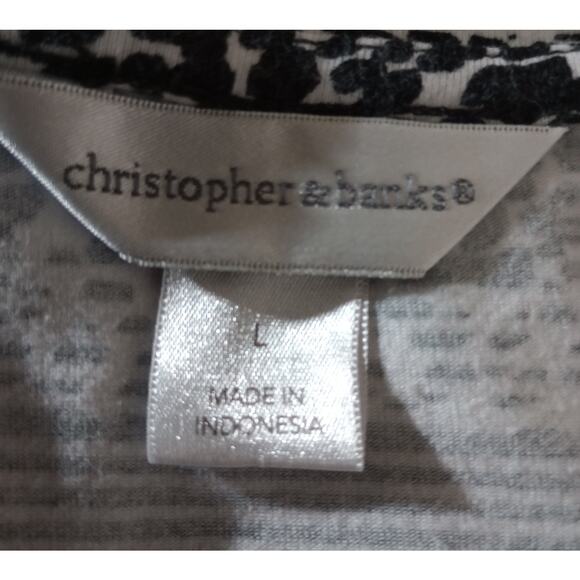 christopher & banks®
L
MADE IN
INDONESIA